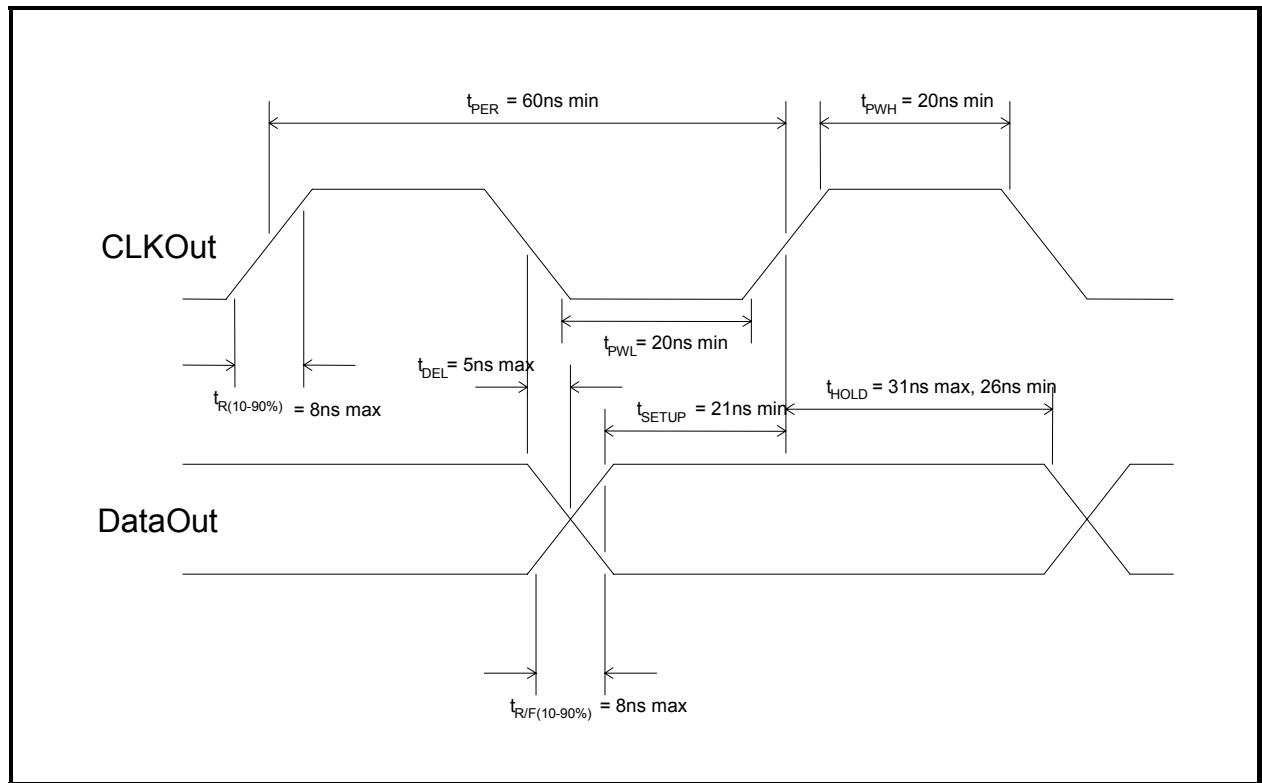 tPER = 60ns min
tPWH = 20ns min
CLKOut
tPWL= 20ns min
tDEL= 5ns max
tHOLD = 31ns max, 26ns min
tR(10-90%) = 8ns max
tSETUP = 21ns min
DataOut
tR/F(10-90%) = 8ns max